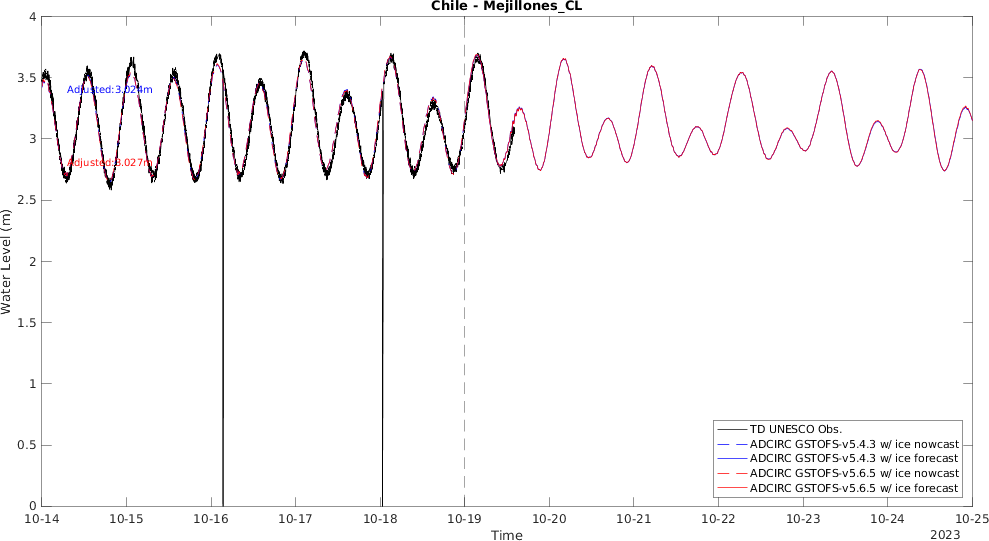 Chile - Mejillones_CL
4
3.5
3
2.5
2
1.5
1
0.5
0
Water Level (m)
Adjusted:3.024m
Adjusted:3.027m
TD UNESCO Obs.
ADCIRC GSTOFS-v5.4.3 w/ ice nowcast
ADCIRC GSTOFS-v5.4.3 w/ ice forecast
ADCIRC GSTOFS-v5.6.5 w/ ice nowcast
ADCIRC GSTOFS-v5.6.5 w/ ice forecast
10-14 10-15 10-16 10-17 10-18 10-19 10-20 10-21 10-22 10-23 10-24 10-25
Time
2023